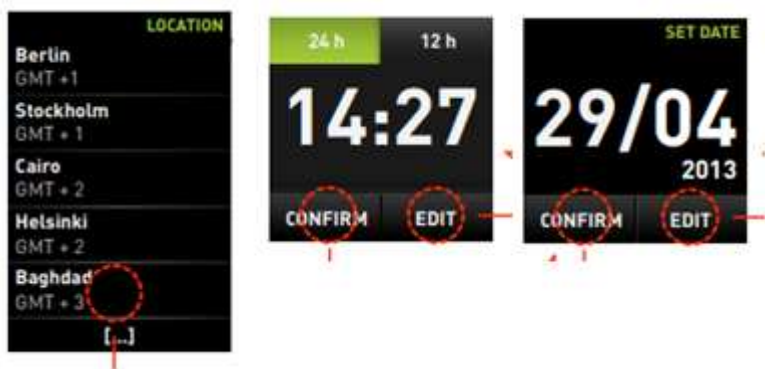 LOCATION
Berlin
GMT +1
Stockholm
GMT + 1
Cairo
GMT + 2
Helsinki
GMT + 2
Baghdad
GMT + 3
[...]
24 h 12 h
14:27
CONFIRM EDIT
SET DATE
29/04
2013
CONFIRM EDIT